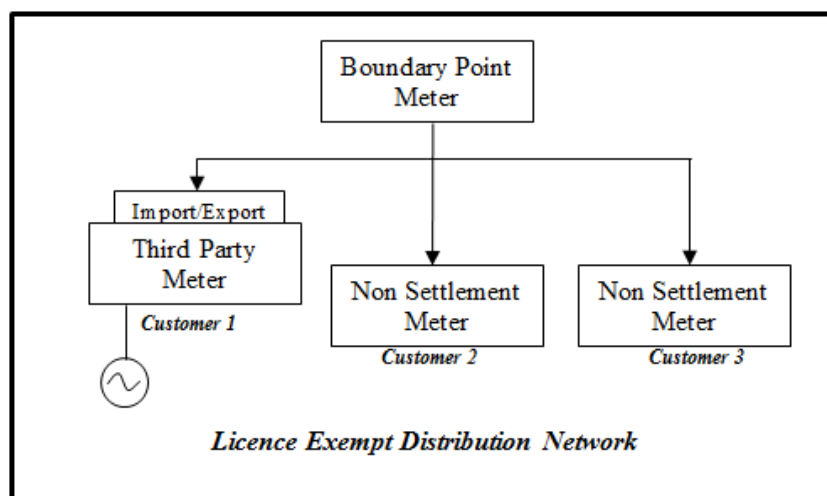 Boundary Point
Meter
Import/Export
Third Party
Meter
Customer 1
Non Settlement
Meter
Customer 2
Non Settlement
Meter
Customer 3
Licence Exempt Distribution Network